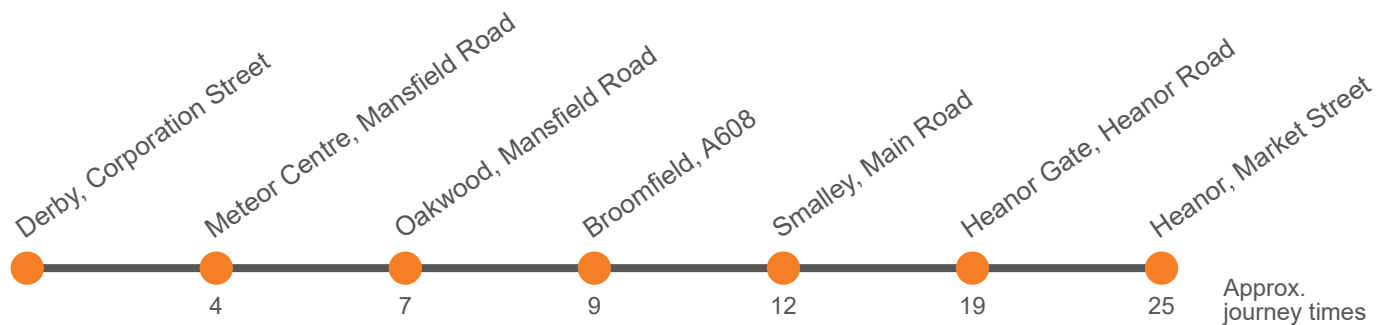 Derby, Corporation Street
Meteor Centre, Mansfield Road
Oakwood, Mansfield Road
Broomfield, A608
Smalley, Main Road
Heanor Gate, Heanor Road
Heanor, Market Street
4
7
9
12
19
25
Approx.
journey times